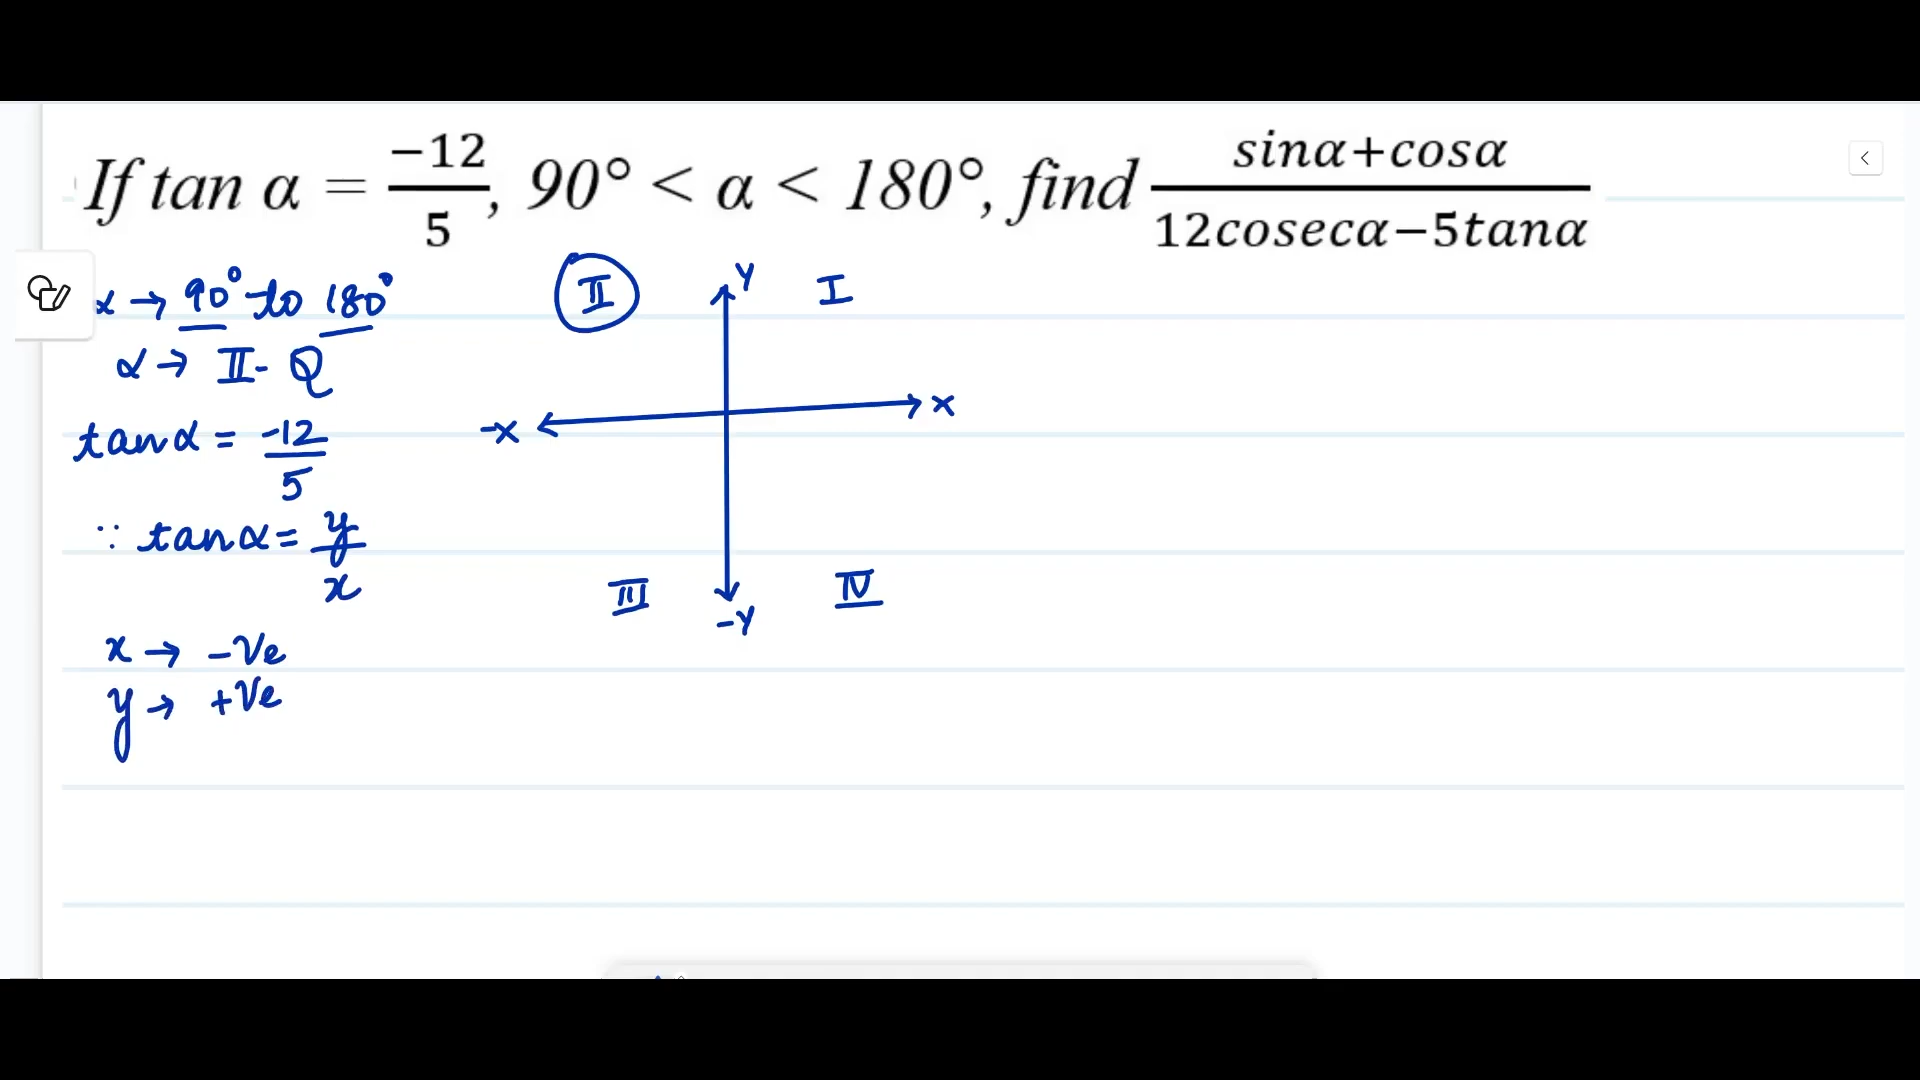 If tan α = -12/5, 90° < α < 180°, find (sinα+cosα)/(12cosecα−5tanα)
α → 90° to 180°
α → II- Q
tanα = -12/5
∵ tanα = y/x
x → -Ve
y → +Ve
II
Y
I
-X
X
III
IV
-Y